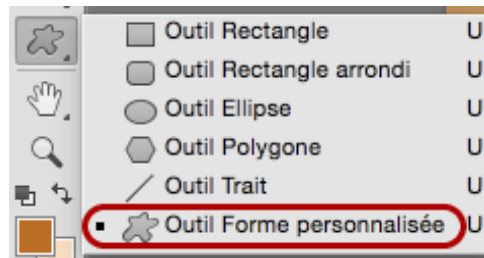 Outil Rectangle U
Outil Rectangle arrondi U
Outil Ellipse U
Outil Polygone U
Outil Trait U
Outil Forme personnalisée U